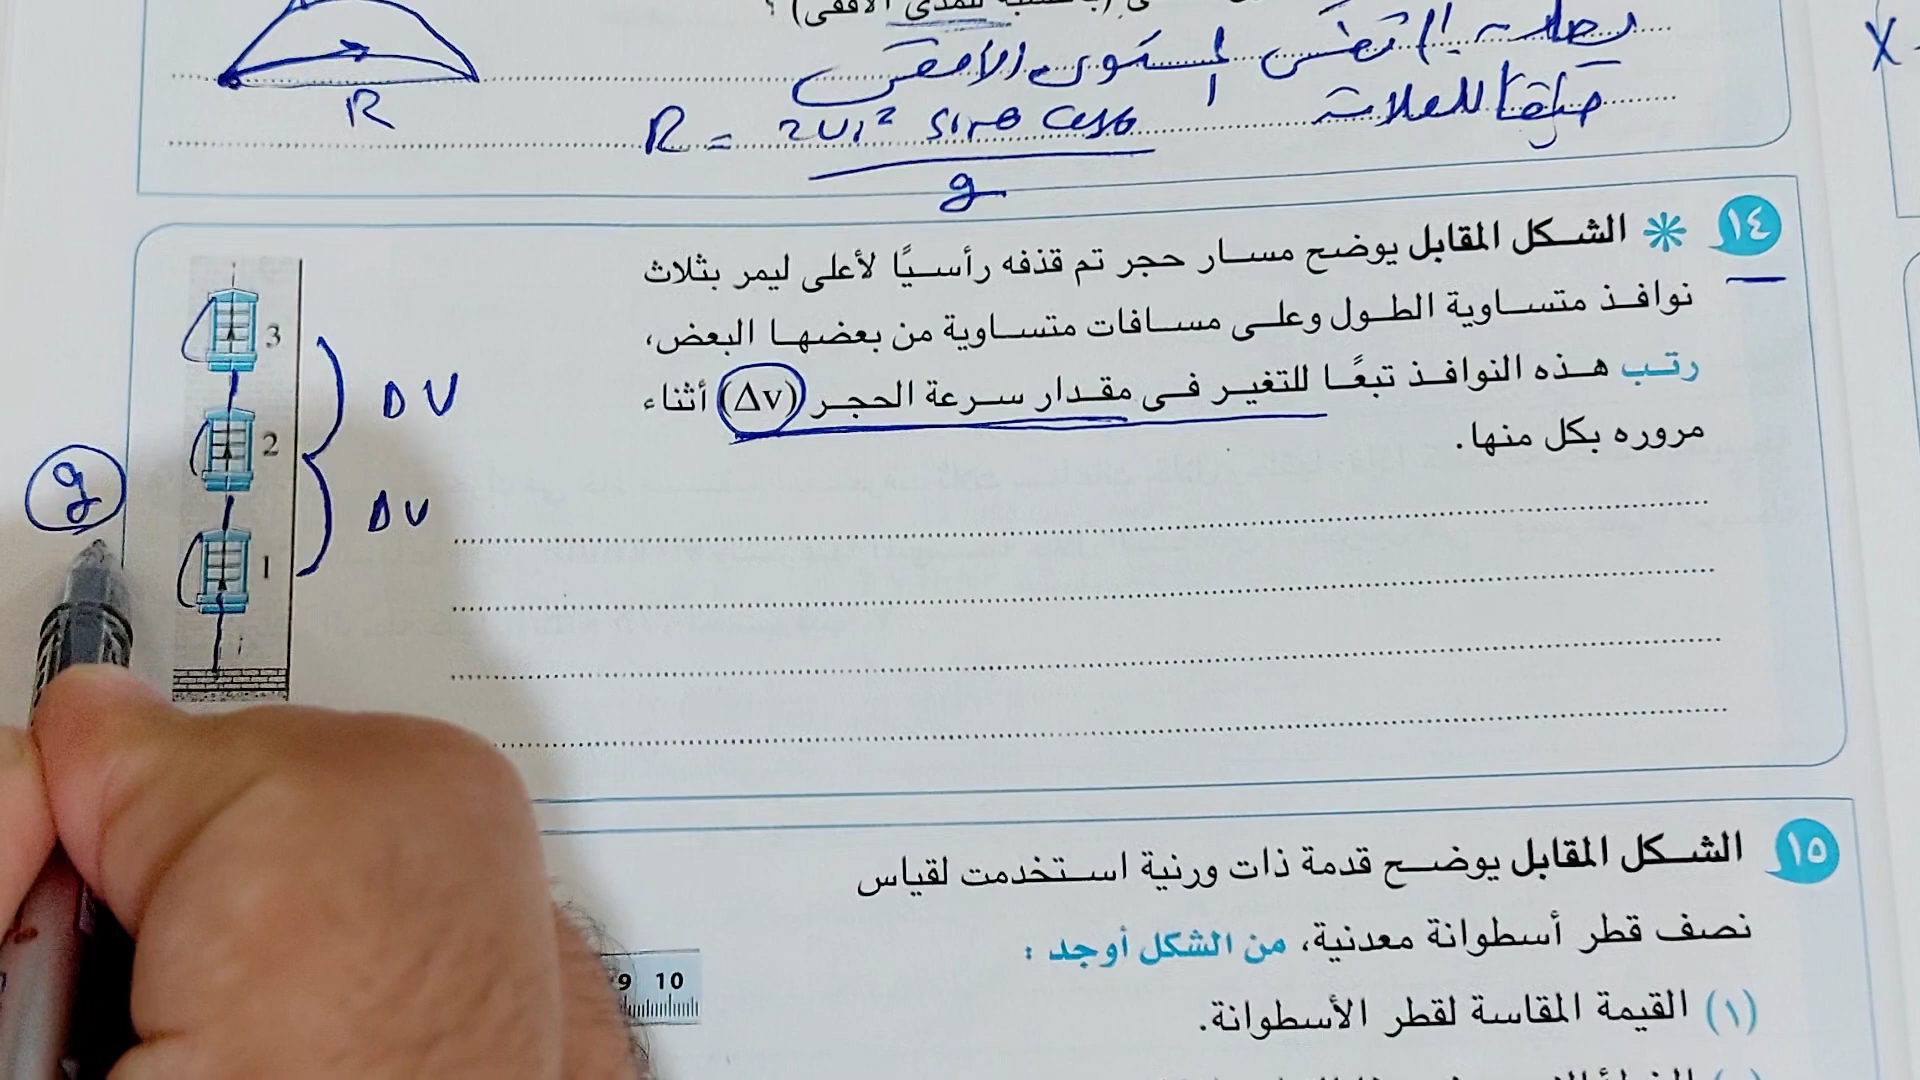 R
R = 2Vi² sinθ cosθ
g
١٤
* الشكل المقابل يوضح مسار حجر تم قذفه رأسيًا لأعلى ليمر بثلاث
نوافذ متساوية الطول وعلى مسافات متساوية من بعضها البعض،
رتب هذه النوافذ تبعًا للتغير فى مقدار سرعة الحجر (Δv) أثناء
مروره بكل منها.
3
2
1
ΔV
ΔV
g
١٥
الشكل المقابل يوضح قدمة ذات ورنية استخدمت لقياس
نصف قطر أسطوانة معدنية، من الشكل أوجد :
(١) القيمة المقاسة لقطر الأسطوانة.
9 10